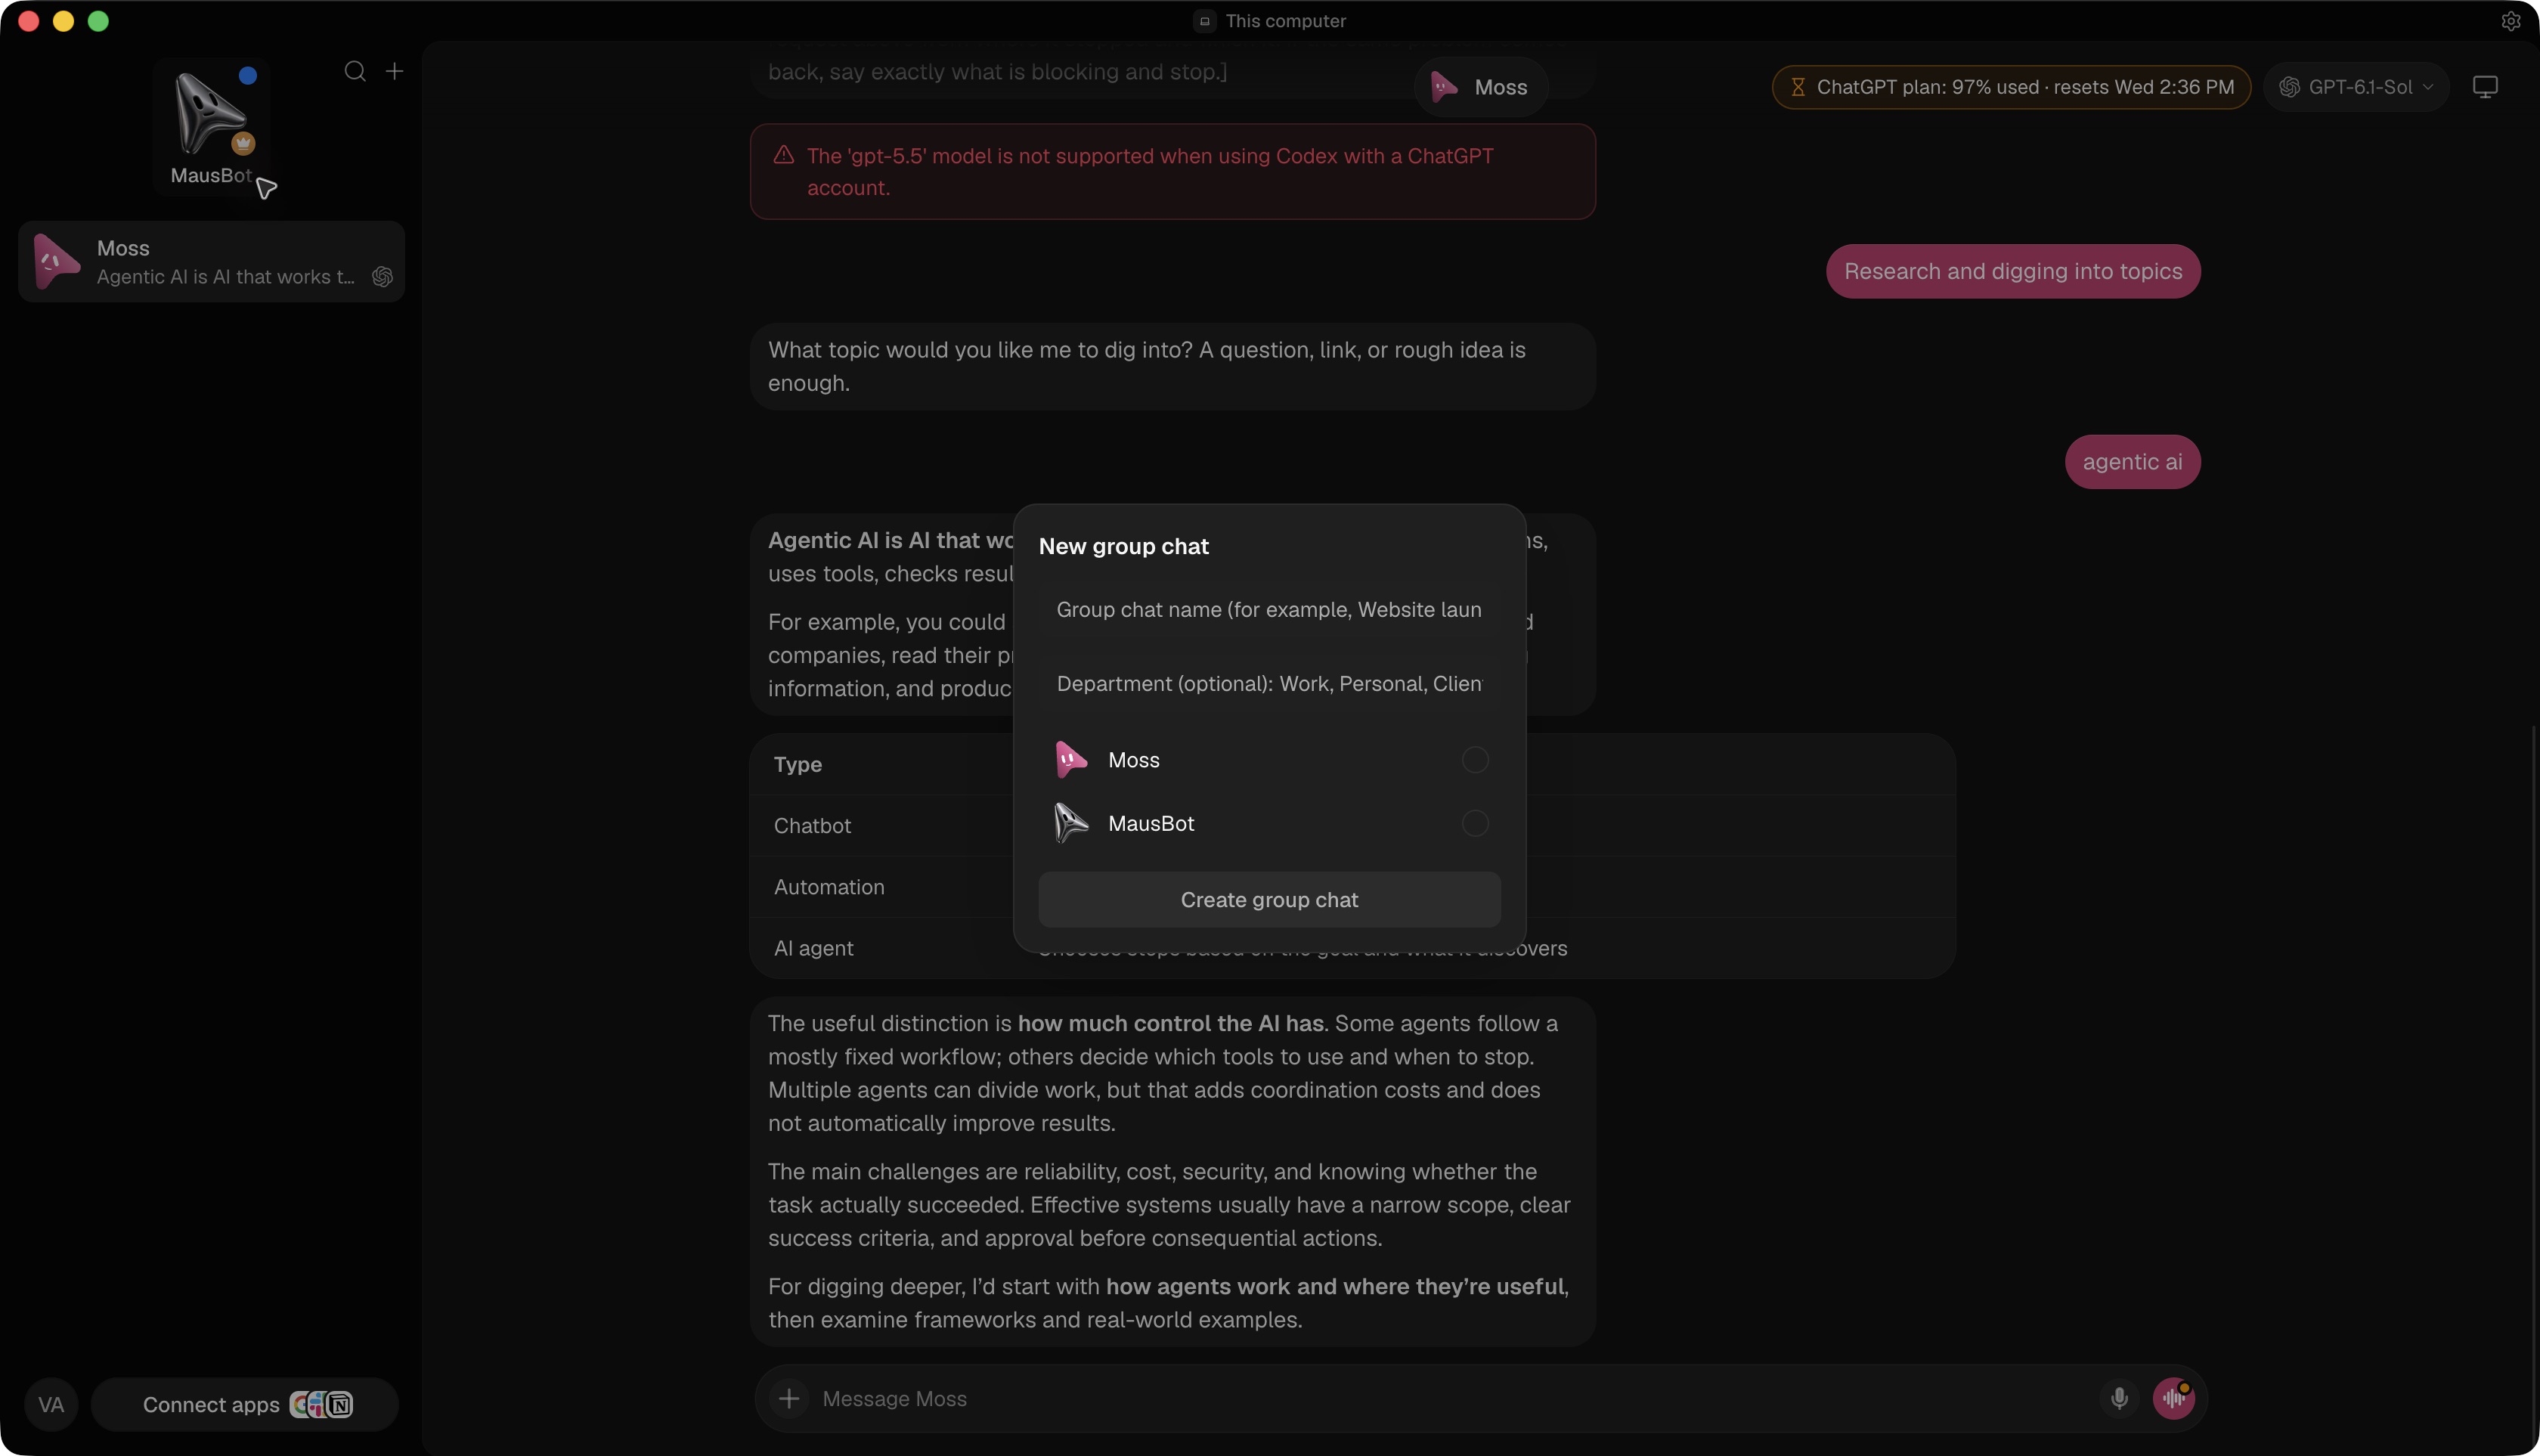 This computer
back, say exactly what is blocking and stop.]
Moss
ChatGPT plan: 97% used · resets Wed 2:36 PM
GPT-6.1-Sol
MausBot
The 'gpt-5.5' model is not supported when using Codex with a ChatGPT
account.
Moss
Agentic AI is AI that works t...
Research and digging into topics
What topic would you like me to dig into? A question, link, or rough idea is
enough.
agentic ai
Agentic AI is AI that
uses tools, checks
For example, you could
companies, read their
information, and
New group chat
Group chat name (for example, Website laun
Department (optional): Work, Personal, Clien
Moss
MausBot
Create group chat
Type
Chatbot
Automation
AI agent
The useful distinction is how much control the AI has. Some agents follow a
mostly fixed workflow; others decide which tools to use and when to stop.
Multiple agents can divide work, but that adds coordination costs and does
not automatically improve results.
The main challenges are reliability, cost, security, and knowing whether the
task actually succeeded. Effective systems usually have a narrow scope, clear
success criteria, and approval before consequential actions.
For digging deeper, I’d start with how agents work and where they’re useful,
then examine frameworks and real-world examples.
VA
Connect apps
Message Moss